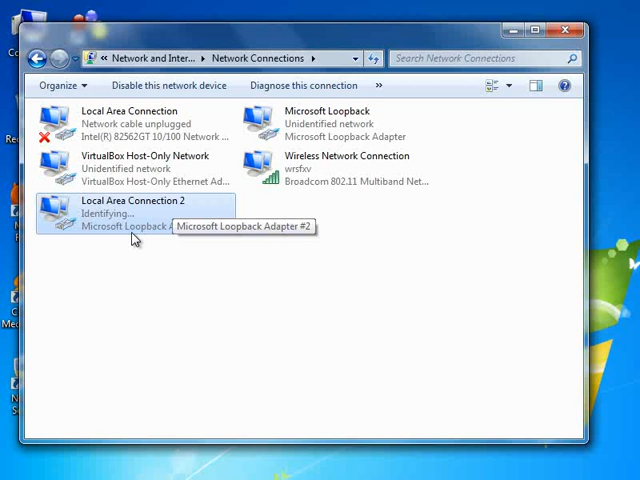 Network and Inter... Network Connections
Search Network Connections
Organize Disable this network device Diagnose this connection »
Local Area Connection
Network cable unplugged
Intel(R) 82562GT 10/100 Network ...
Microsoft Loopback
Unidentified network
Microsoft Loopback Adapter
VirtualBox Host-Only Network
Unidentified network
VirtualBox Host-Only Ethernet Ad...
Wireless Network Connection
wrsfxv
Broadcom 802.11 Multiband Net...
Local Area Connection 2
Identifying...
Microsoft Loopback A
Microsoft Loopback Adapter #2